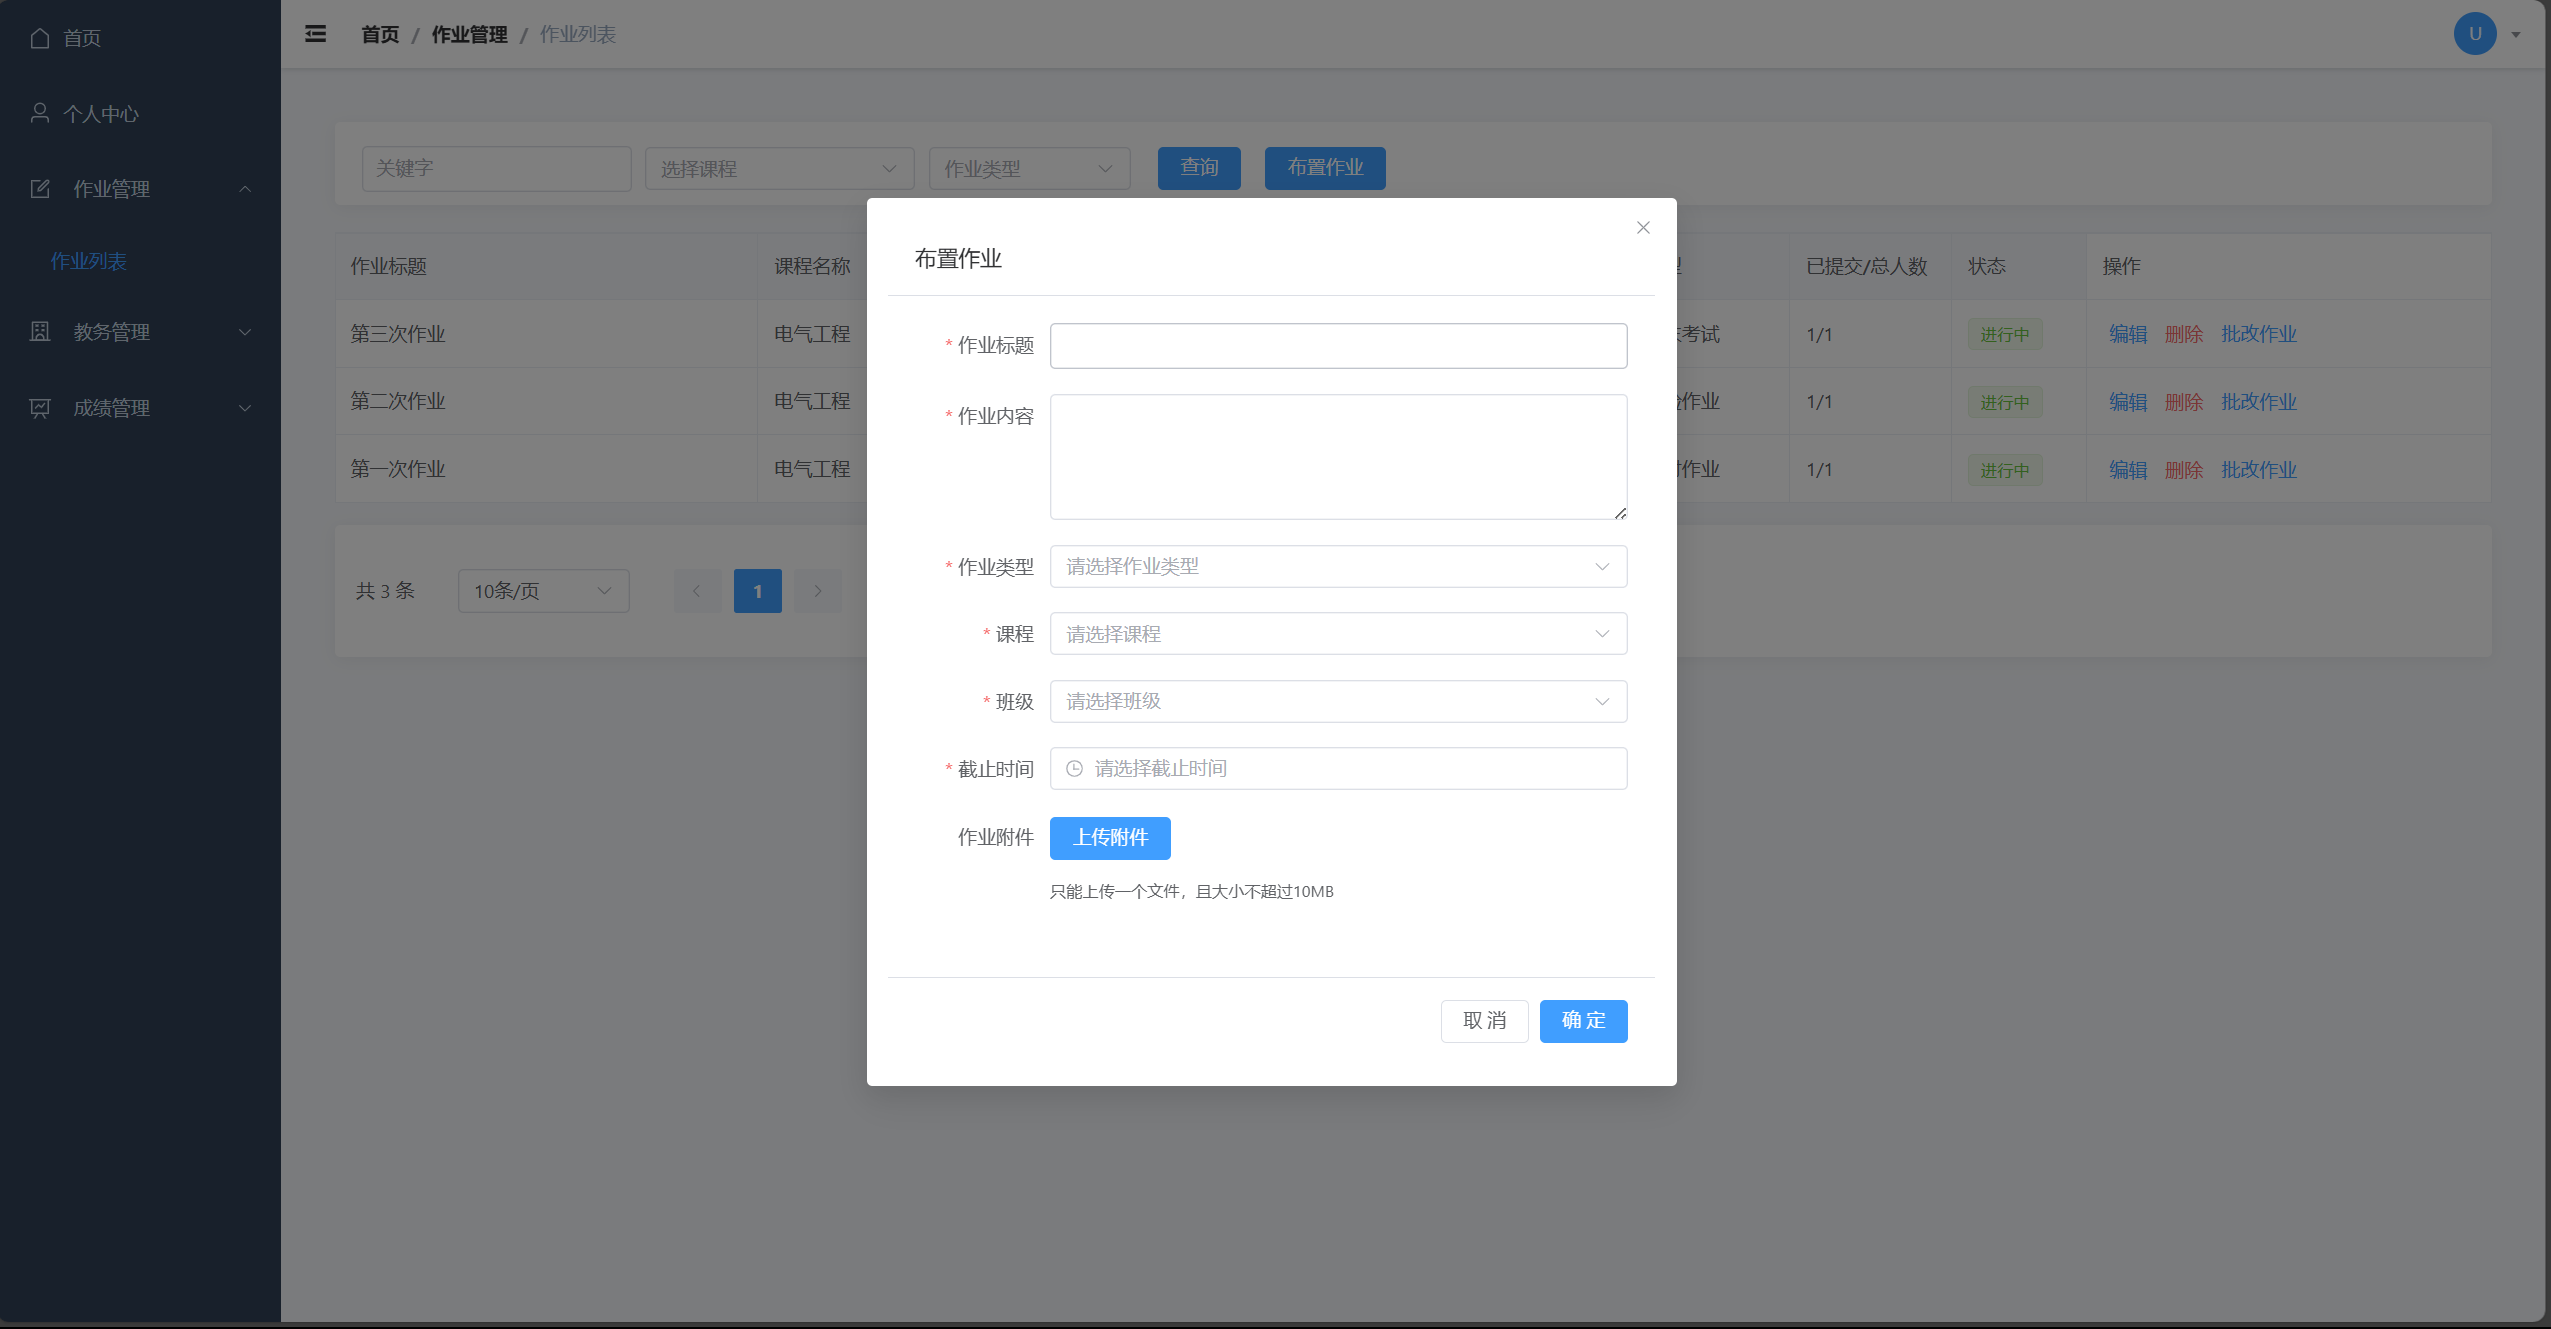 首页
个人中心
作业管理
作业列表
教务管理
成绩管理
首页 / 作业管理 / 作业列表
U
关键字 选择课程 作业类型 查询 布置作业
作业标题 课程名称 已提交/总人数 状态 操作
第三次作业 电气工程 考试 1/1 进行中 编辑 删除 批改作业
第二次作业 电气工程 作业 1/1 进行中 编辑 删除 批改作业
第一次作业 电气工程 作业 1/1 进行中 编辑 删除 批改作业
共 3 条 10条/页 1
布置作业
* 作业标题
* 作业内容
* 作业类型 请选择作业类型
* 课程 请选择课程
* 班级 请选择班级
* 截止时间 请选择截止时间
作业附件 上传附件
只能上传一个文件，且大小不超过10MB
取 消 确 定